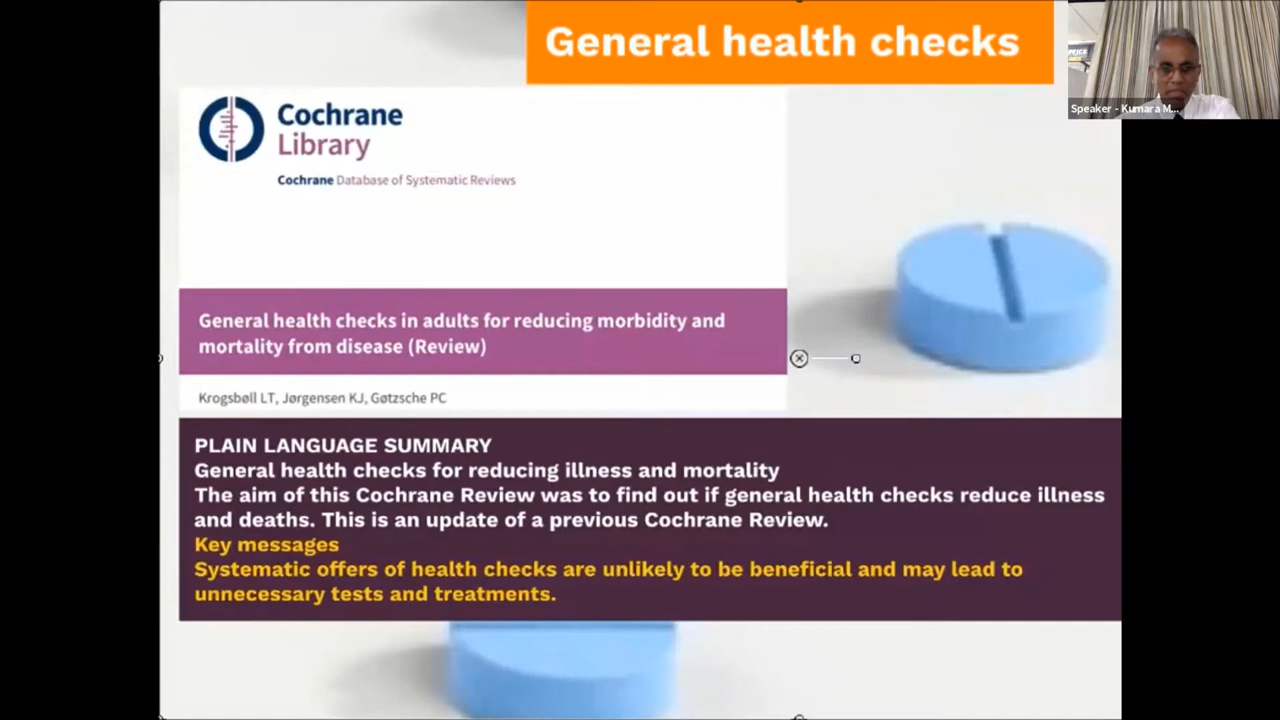 General health checks
Speaker - Kumara M...
Cochrane
Library
Cochrane Database of Systematic Reviews
General health checks in adults for reducing morbidity and
mortality from disease (Review)
Krogsbøll LT, Jørgensen KJ, Gøtzsche PC
PLAIN LANGUAGE SUMMARY
General health checks for reducing illness and mortality
The aim of this Cochrane Review was to find out if general health checks reduce illness
and deaths. This is an update of a previous Cochrane Review.
Key messages
Systematic offers of health checks are unlikely to be beneficial and may lead to
unnecessary tests and treatments.